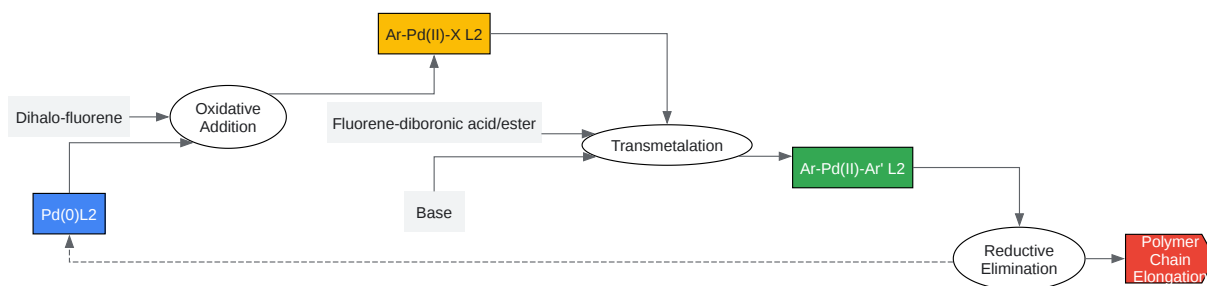 Ar-Pd(II)-X L2
Dihalo-fluorene
Oxidative
Addition
Fluorene-diboronic acid/ester
Transmetalation
Ar-Pd(II)-Ar' L2
Pd(0)L2
Base
Reductive
Elimination
Polymer
Chain
Elongation